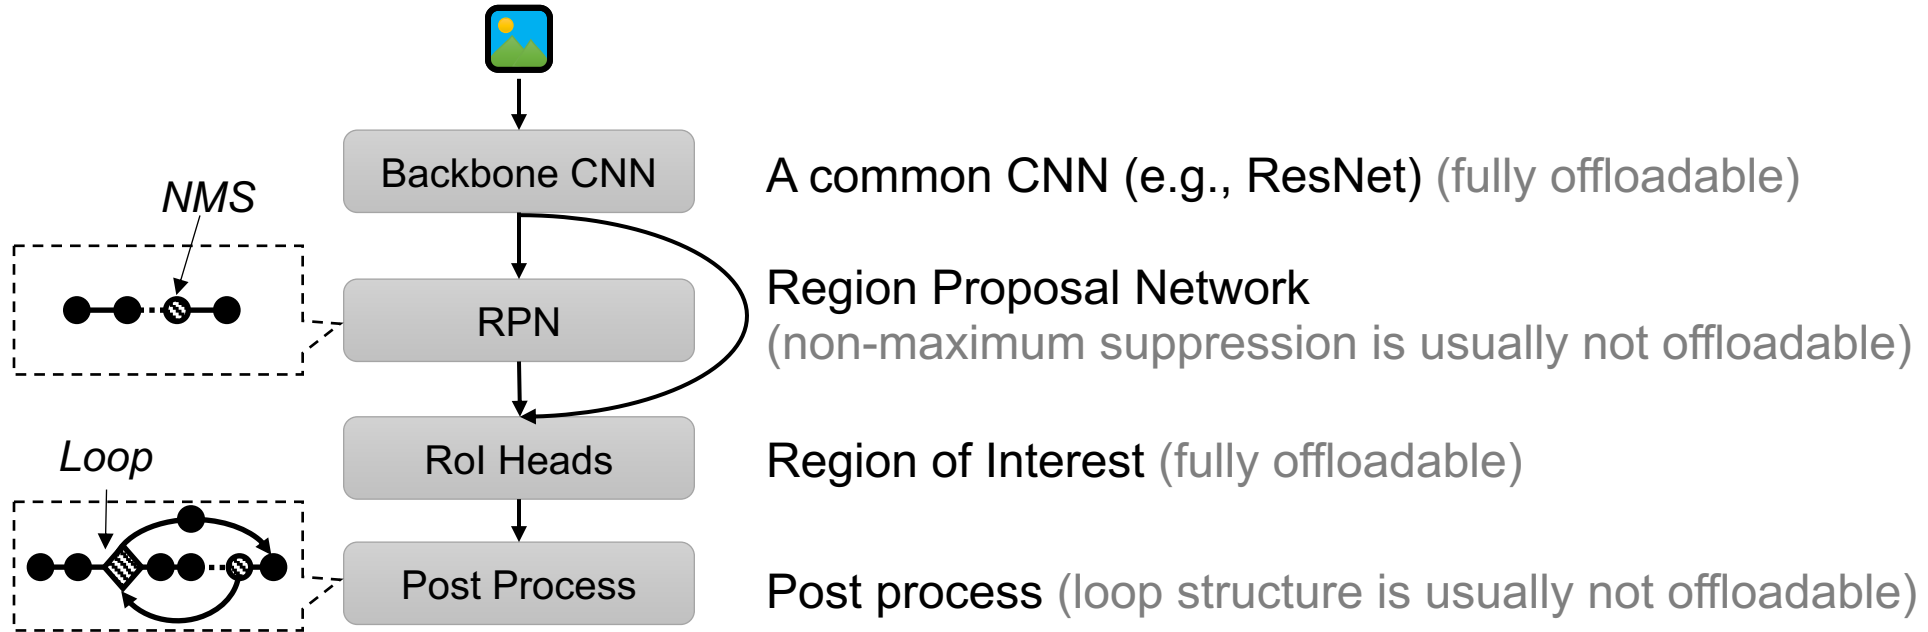 Backbone CNN
A common CNN (e.g., ResNet) (fully offloadable)
NMS
RPN
Region Proposal Network
(non-maximum suppression is usually not offloadable)
RoI Heads
Region of Interest (fully offloadable)
Loop
Post Process
Post process (loop structure is usually not offloadable)